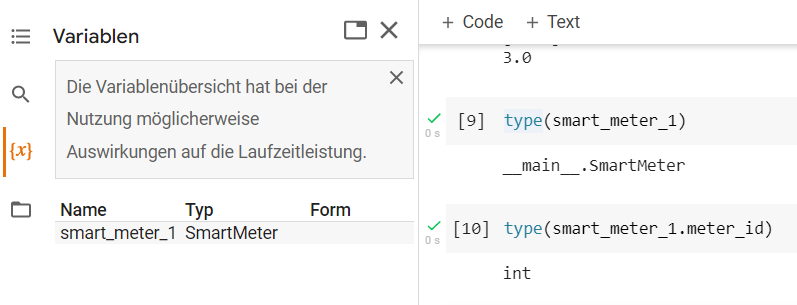 Variablen
Die Variablenübersicht hat bei der
Nutzung möglicherweise
Auswirkungen auf die Laufzeitleistung.
Name Typ Form
smart_meter_1 SmartMeter
{x}
+ Code + Text
3.0
[9] type(smart_meter_1)
0 s
__main__.SmartMeter
[10] type(smart_meter_1.meter_id)
0 s
int